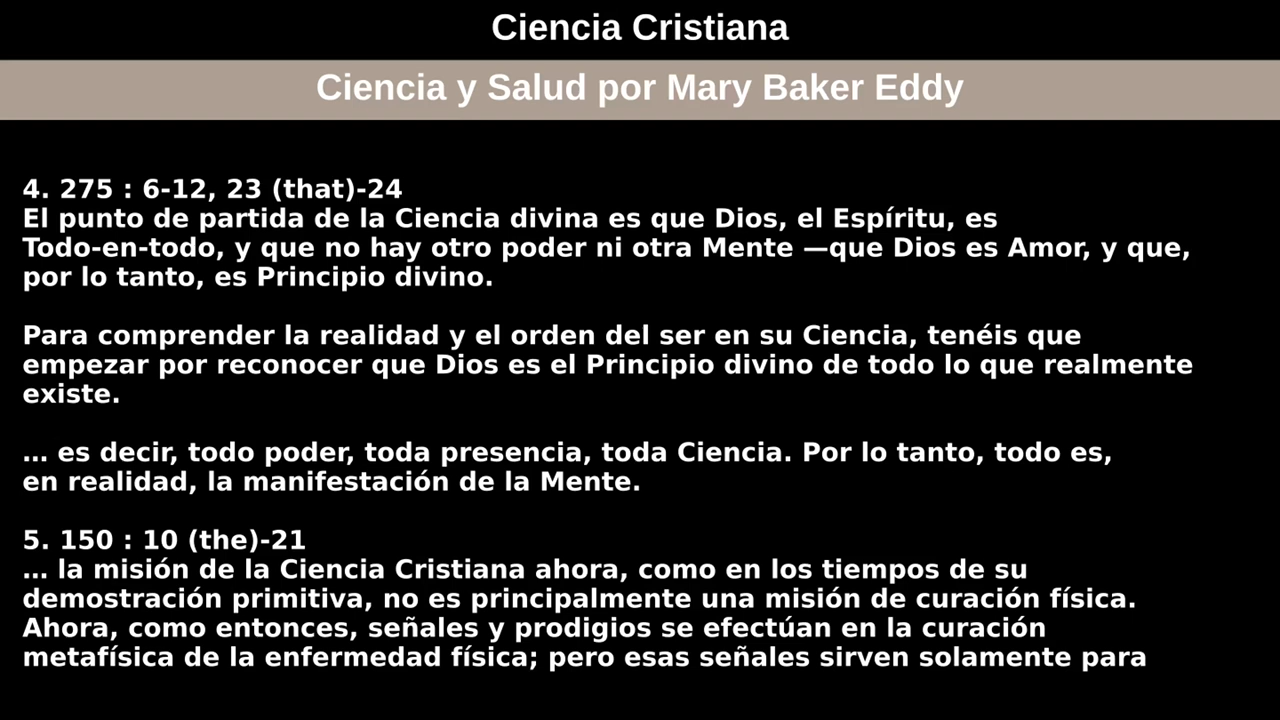 Ciencia Cristiana
Ciencia y Salud por Mary Baker Eddy
4. 275 : 6-12, 23 (that)-24
El punto de partida de la Ciencia divina es que Dios, el Espíritu, es
Todo-en-todo, y que no hay otro poder ni otra Mente —que Dios es Amor, y que,
por lo tanto, es Principio divino.
Para comprender la realidad y el orden del ser en su Ciencia, tenéis que
empezar por reconocer que Dios es el Principio divino de todo lo que realmente
existe.
… es decir, todo poder, toda presencia, toda Ciencia. Por lo tanto, todo es,
en realidad, la manifestación de la Mente.
5. 150 : 10 (the)-21
… la misión de la Ciencia Cristiana ahora, como en los tiempos de su
demostración primitiva, no es principalmente una misión de curación física.
Ahora, como entonces, señales y prodigios se efectúan en la curación
metafísica de la enfermedad física; pero esas señales sirven solamente para